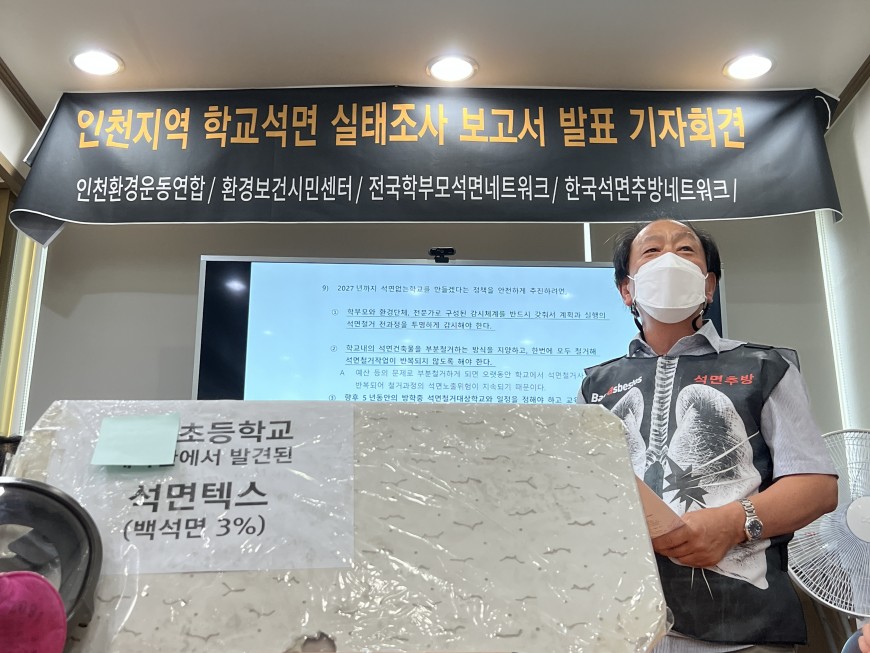 인천지역 학교석면 실태조사 보고서 발표 기자회견
인천환경운동연합/ 환경보건시민센터/ 전국학부모석면네트워크/ 한국석면추방네트워크/
9) 2027년까지 석면없는학교를 만들겠다는 정책을 안전하게 추진하려면,
① 학부모와 환경단체, 전문가로 구성된 감시체계를 반드시 갖춰서 계획과 실행의
석면철거 전과정을 투명하게 감시해야 한다.
② 학교내의 석면건축물을 부분철거하는 방식을 지양하고, 한번에 모두 철거해
석면철거작업이 반복되지 않도록 해야 한다.
A 예산 등의 문제로 부분철거하게 되면 오랫동안 학교에서 석면철거
반복되어 철거과정의 석면노출위험이 지속되기 때문이다.
③ 향후 5년동안의 방학중 석면철거대상학교와 일정을 정해야 하고
Ban Asbestos
석면추방
초등학교
에서 발견된
석면텍스
(백석면 3%)